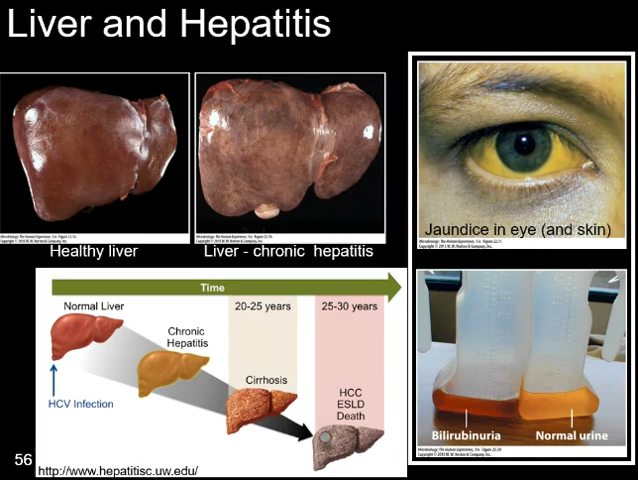 Liver and Hepatitis
Healthy liver
Liver - chronic hepatitis
Jaundice in eye (and skin)
Time
Normal Liver
20-25 years
25-30 years
Chronic
Hepatitis
Cirrhosis
HCC
ESLD
Death
HCV Infection
Bilirubinuria
Normal urine
56
http://www.hepatitisc.uw.edu/